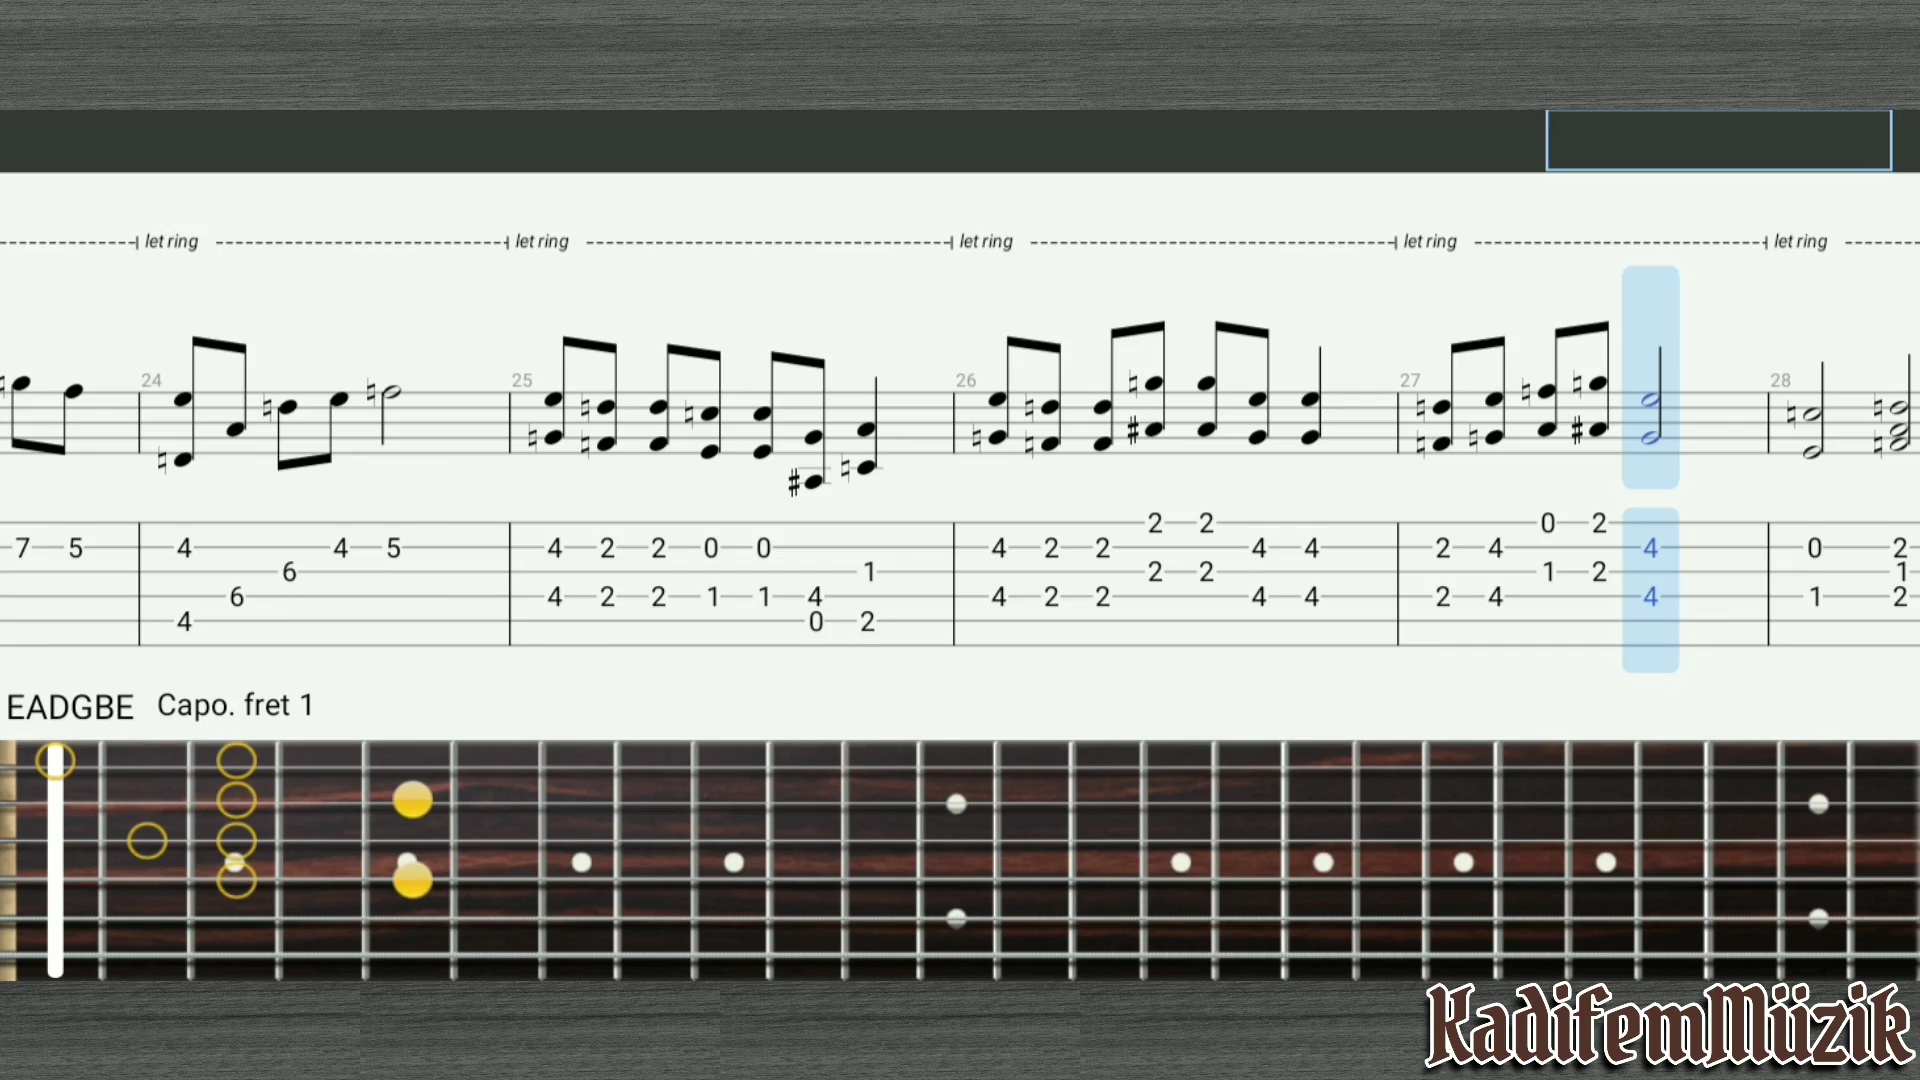 let ring let ring let ring let ring let ring
24 25 26 27 28
2 2 0 2
7 5 4 4 5 4 2 2 0 0 4 2 2 4 4 2 4 4 0 2
6 1 2 2 1 2 1
6 4 2 2 1 1 4 4 2 2 4 4 2 4 4 1 2
4 0 2
EADGBE Capo. fret 1
KadifemMüzik